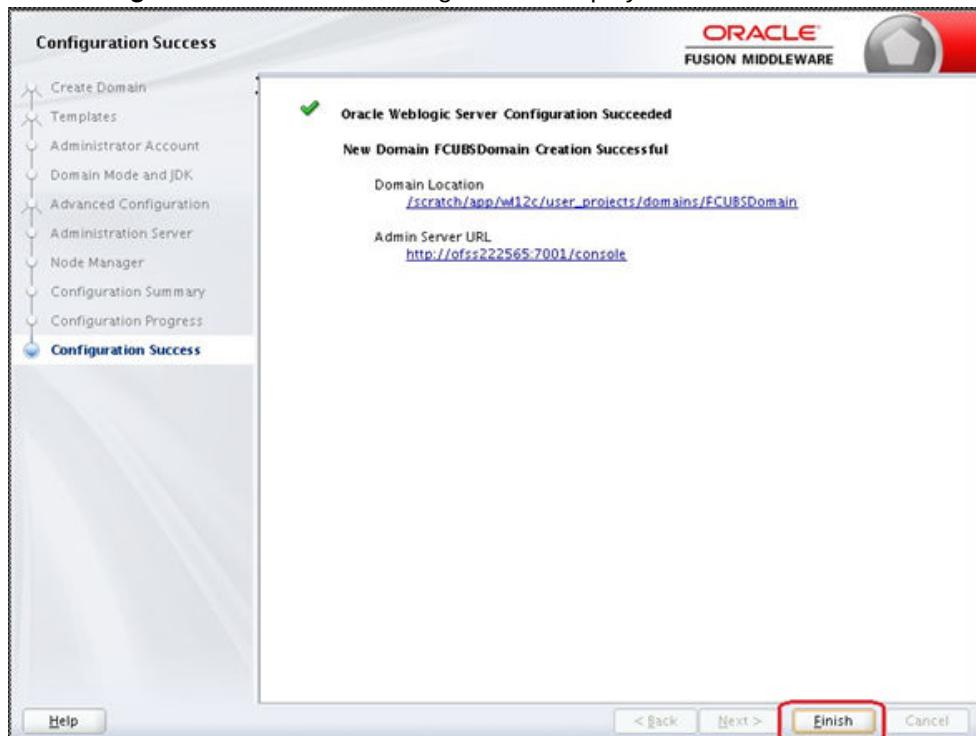 Configuration Success
ORACLE
FUSION MIDDLEWARE
Create Domain
Templates
Administrator Account
Domain Mode and JDK
Advanced Configuration
Administration Server
Node Manager
Configuration Summary
Configuration Progress
Configuration Success
Oracle Weblogic Server Configuration Succeeded
New Domain FCUBSDomain Creation Successful
Domain Location
/scratch/app/wl12c/user_projects/domains/FCUBSDomain
Admin Server URL
http://ofss222565:7001/console
Help
< Back
Next >
Finish
Cancel